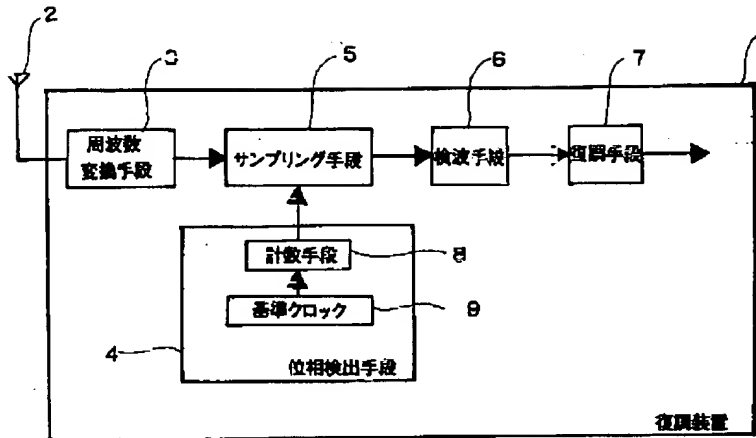 2
3
5
6
7
周波数
変換手段
サンプリング手段
検波手段
復調手段
計数手段
8
基準クロック
9
4
位相検出手段
復調装置